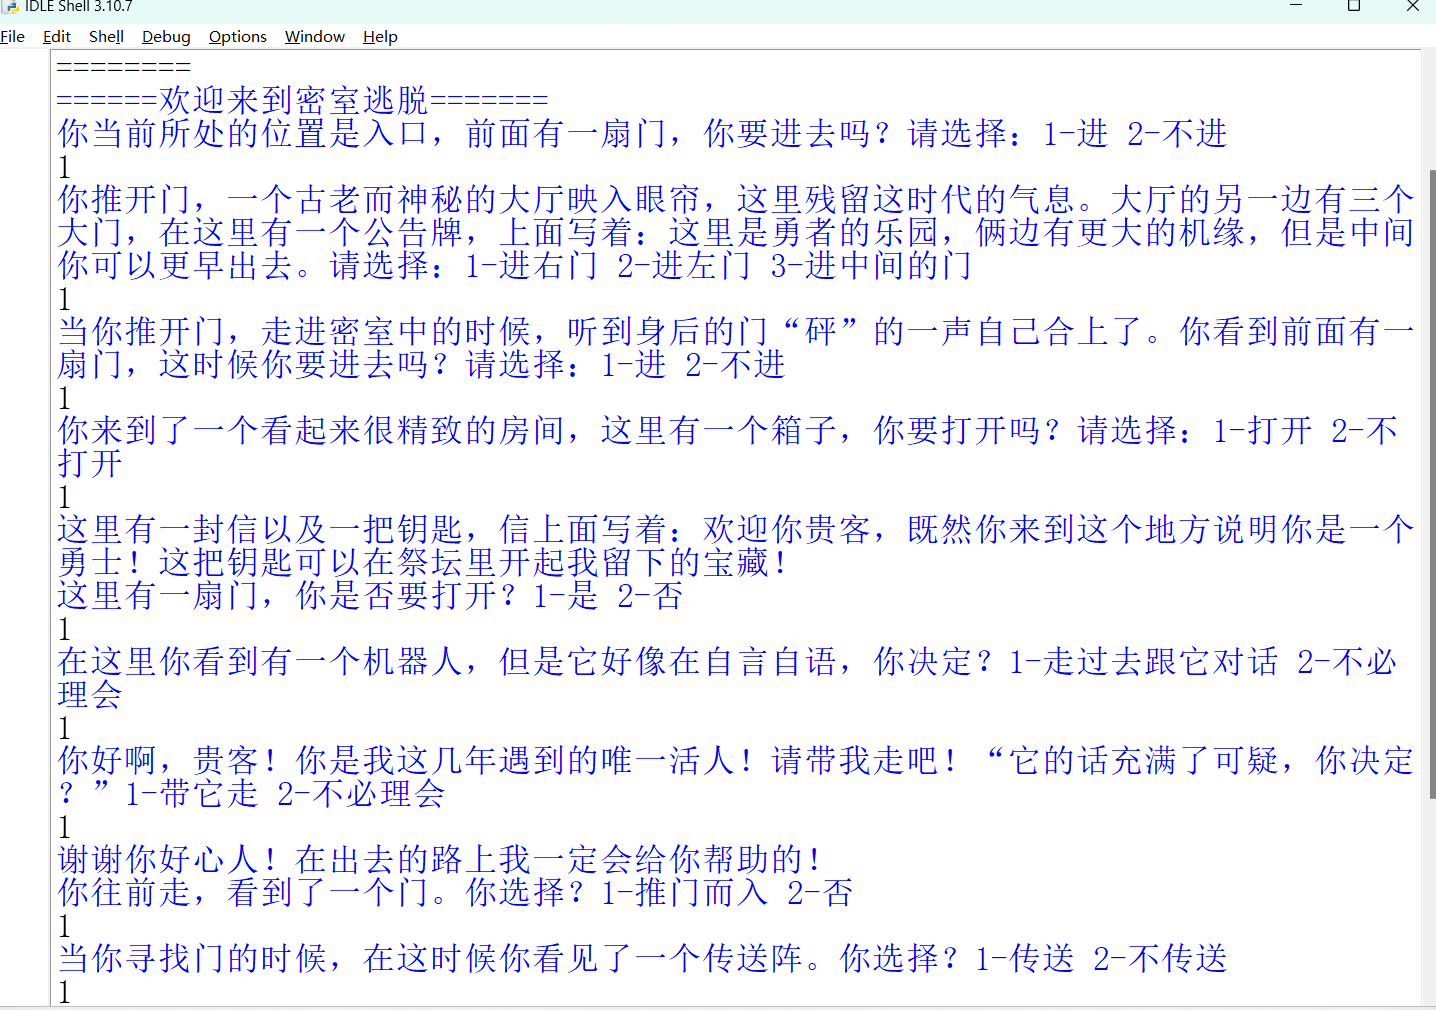 IDLE Shell 3.10.7
File Edit Shell Debug Options Window Help
========
======欢迎来到密室逃脱=======
你当前所处的位置是入口，前面有一扇门，你要进去吗？请选择：1-进 2-不进
1
你推开门，一个古老而神秘的大厅映入眼帘，这里残留这时代的气息。大厅的另一边有三个
大门，在这里有一个公告牌，上面写着：这里是勇者的乐园，俩边有更大的机缘，但是中间
你可以更早出去。请选择：1-进右门 2-进左门 3-进中间的门
1
当你推开门，走进密室中的时候，听到身后的门“砰”的一声自己合上了。你看到前面有一
扇门，这时候你要进去吗？请选择：1-进 2-不进
1
你来到了一个看起来很精致的房间，这里有一个箱子，你要打开吗？请选择：1-打开 2-不
打开
1
这里有一封信以及一把钥匙，信上面写着：欢迎你贵客，既然你来到这个地方说明你是一个
勇士！这把钥匙可以在祭坛里开起我留下的宝藏！
这里有一扇门，你是否要打开？1-是 2-否
1
在这里你看到有一个机器人，但是它好像在自言自语，你决定？1-走过去跟它对话 2-不必
理会
1
你好啊，贵客！你是我这几年遇到的唯一活人！请带我走吧！“它的话充满了可疑，你决定
？”1-带它走 2-不必理会
1
谢谢你好心人！在出去的路上我一定会给你帮助的！
你往前走，看到了一个门。你选择？1-推门而入 2-否
1
当你寻找门的时候，在这时候你看见了一个传送阵。你选择？1-传送 2-不传送
1